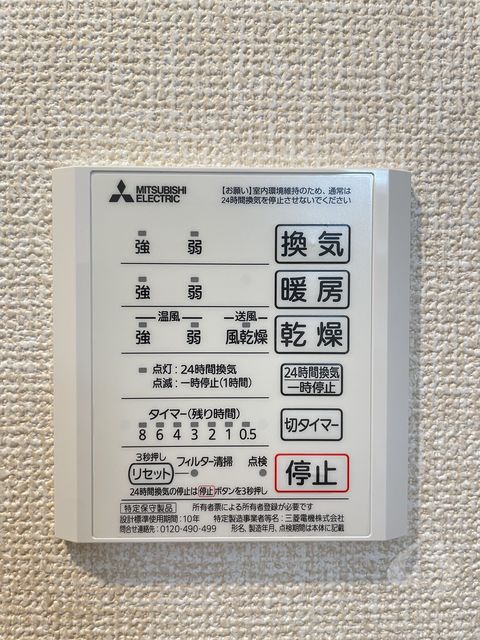 MITSUBISHI
ELECTRIC
【お願い】室内環境維持のため、通常は
24時間換気を停止させないでください
強 弱 換気
強 弱 暖房
温風 送風
強 弱 風乾燥 乾燥
点灯：24時間換気
点滅：一時停止(1時間)
24時間換気
一時停止
タイマー(残り時間)
8 6 4 3 2 1 0.5
切タイマー
3秒押し
リセット フィルター清掃 点検
停止
24時間換気の停止は停止ボタンを3秒押し
特定保守製品 所有者票による所有者登録が必要です
設計標準使用期間：10年 特定製造事業者等名：三菱電機株式会社
問合せ連絡先：0120-490-499 形名、製造年月、点検期間は本体に記載